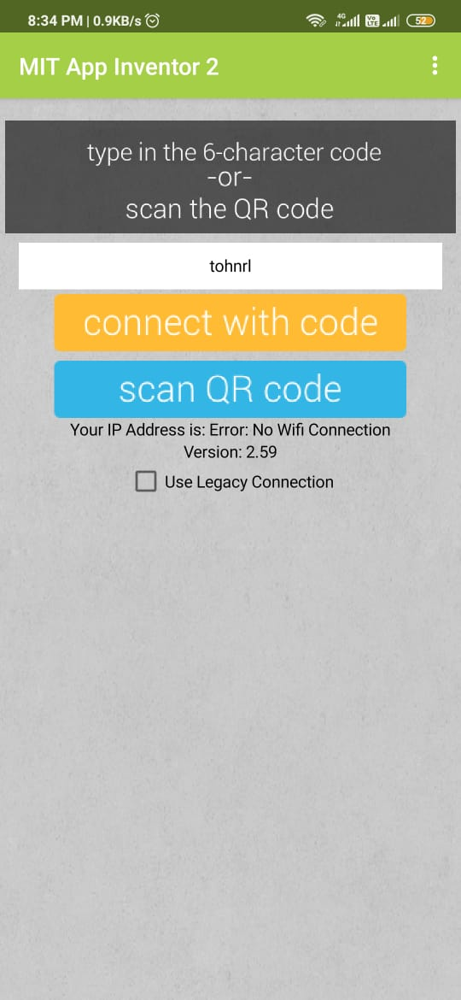 8:34 PM | 0.9KB/s
4G
Vo LTE
52
MIT App Inventor 2
type in the 6-character code
-or-
scan the QR code
tohnrl
connect with code
scan QR code
Your IP Address is: Error: No Wifi Connection
Version: 2.59
Use Legacy Connection